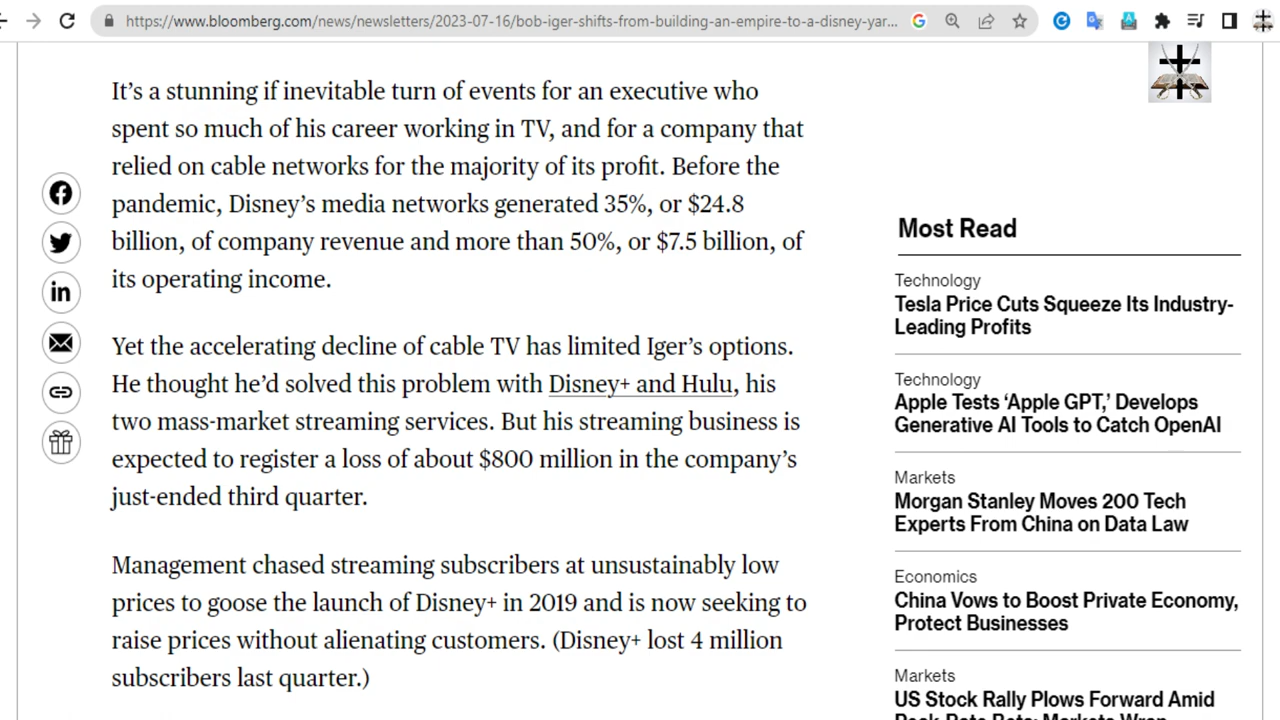 https://www.bloomberg.com/news/newsletters/2023-07-16/bob-iger-shifts-from-building-an-empire-to-a-disney-yar...
It’s a stunning if inevitable turn of events for an executive who
spent so much of his career working in TV, and for a company that
relied on cable networks for the majority of its profit. Before the
pandemic, Disney’s media networks generated 35%, or $24.8
billion, of company revenue and more than 50%, or $7.5 billion, of
its operating income.
Yet the accelerating decline of cable TV has limited Iger’s options.
He thought he’d solved this problem with Disney+ and Hulu, his
two mass-market streaming services. But his streaming business is
expected to register a loss of about $800 million in the company’s
just-ended third quarter.
Management chased streaming subscribers at unsustainably low
prices to goose the launch of Disney+ in 2019 and is now seeking to
raise prices without alienating customers. (Disney+ lost 4 million
subscribers last quarter.)
Most Read
Technology
Tesla Price Cuts Squeeze Its Industry-
Leading Profits
Technology
Apple Tests ‘Apple GPT,’ Develops
Generative AI Tools to Catch OpenAI
Markets
Morgan Stanley Moves 200 Tech
Experts From China on Data Law
Economics
China Vows to Boost Private Economy,
Protect Businesses
Markets
US Stock Rally Plows Forward Amid